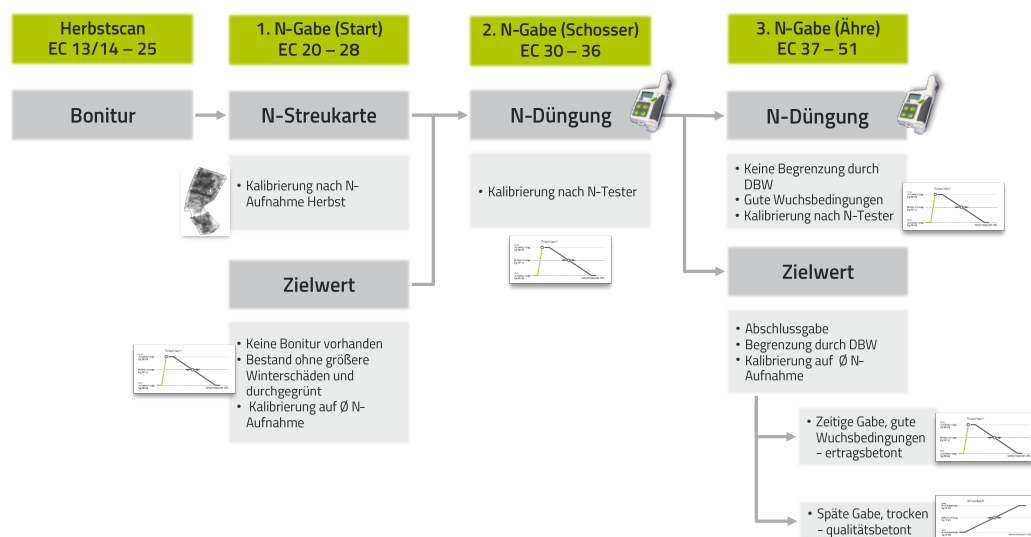 Herbstscan
EC 13/14 – 25
1. N-Gabe (Start)
EC 20 – 28
2. N-Gabe (Schosser)
EC 30 – 36
3. N-Gabe (Ähre)
EC 37 – 51
Bonitur
N-Streukarte
N-Düngung
N-Düngung
• Kalibrierung nach N-
Aufnahme Herbst
• Kalibrierung nach N-Tester
• Keine Begrenzung durch
DBW
• Gute Wuchsbedingungen
• Kalibrierung nach N-Tester
Zielwert
Zielwert
• Keine Bonitur vorhanden
• Bestand ohne größere
Winterschäden und
durchgegrünt
• Kalibrierung auf Ø N-
Aufnahme
• Abschlussgabe
• Begrenzung durch DBW
• Kalibrierung auf Ø N-
Aufnahme
• Zeitige Gabe, gute
Wuchsbedingungen
- ertragsbetont
• Späte Gabe, trocken
- qualitätsbetont